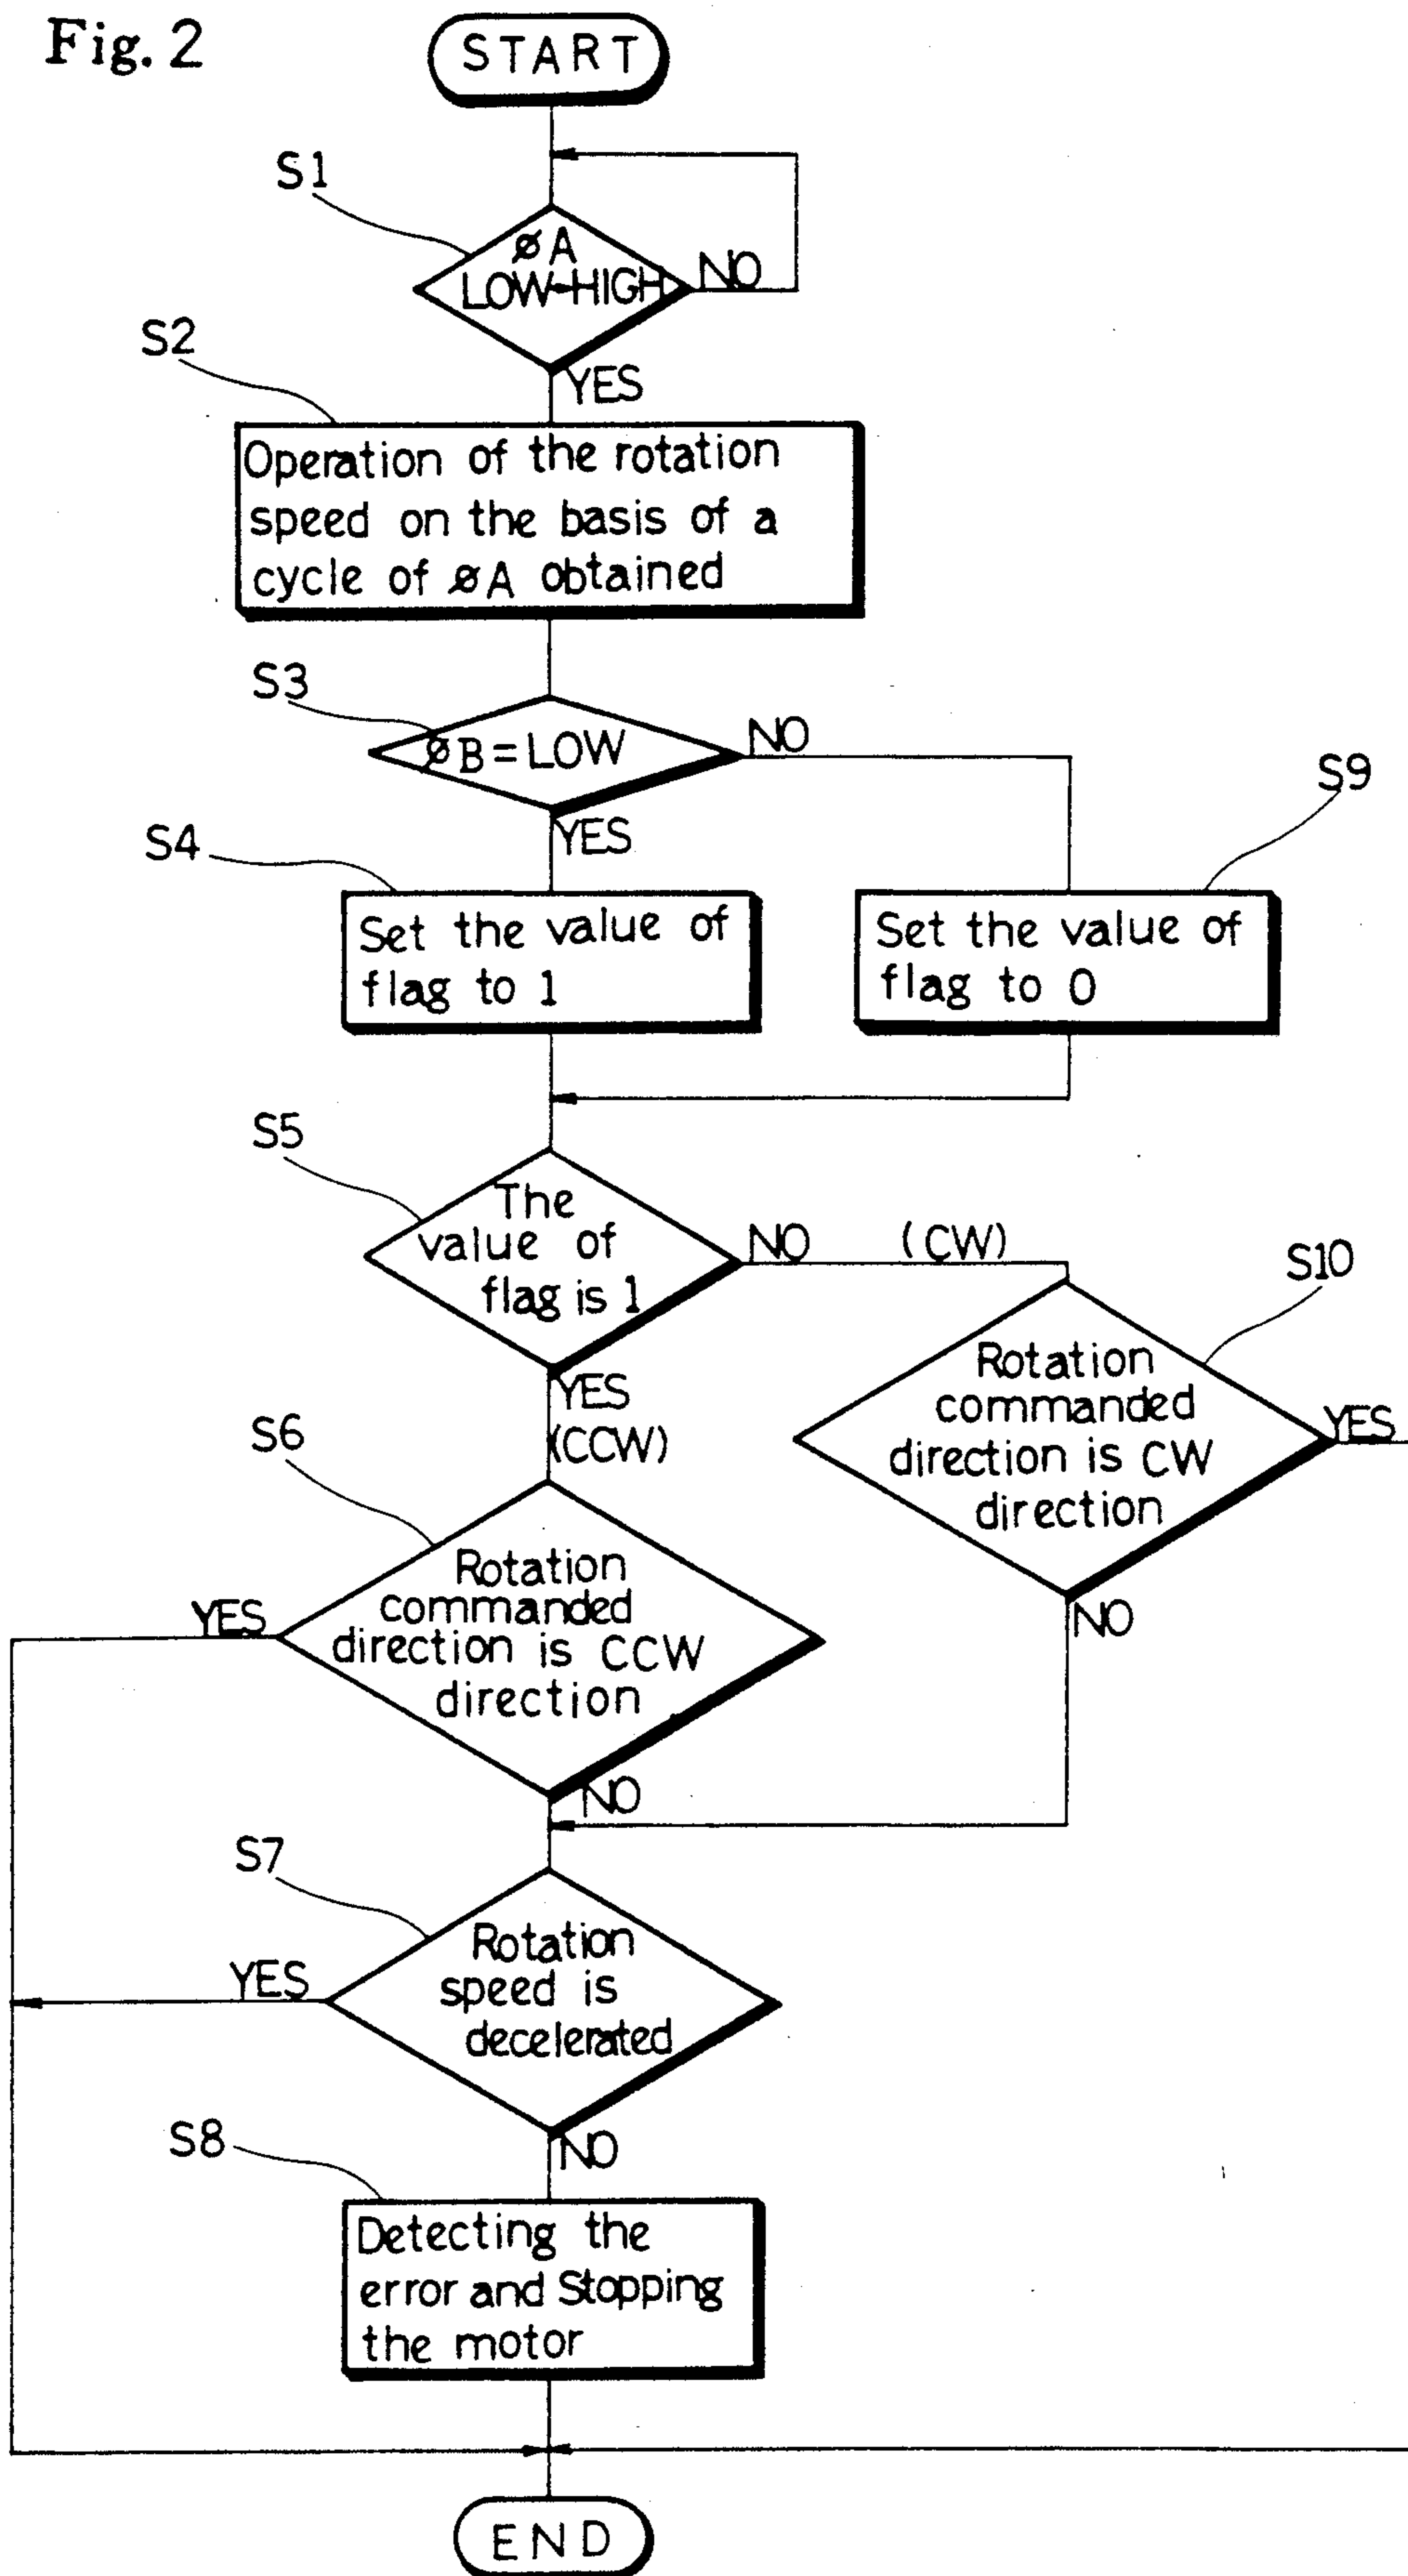 Fig. 2
START
S1
øA
LOW→HIGH
NO
YES
S2
Operation of the rotation
speed on the basis of a
cycle of øA obtained
S3
øB=LOW
NO
YES
S4
Set the value of
flag to 1
S9
Set the value of
flag to 0
S5
The
value of
flag is 1
NO (CW)
YES
(CCW)
S10
Rotation
commanded
direction is CW
direction
YES
NO
S6
Rotation
commanded
direction is CCW
direction
YES
NO
S7
Rotation
speed is
decelerated
YES
NO
S8
Detecting the
error and Stopping
the motor
END